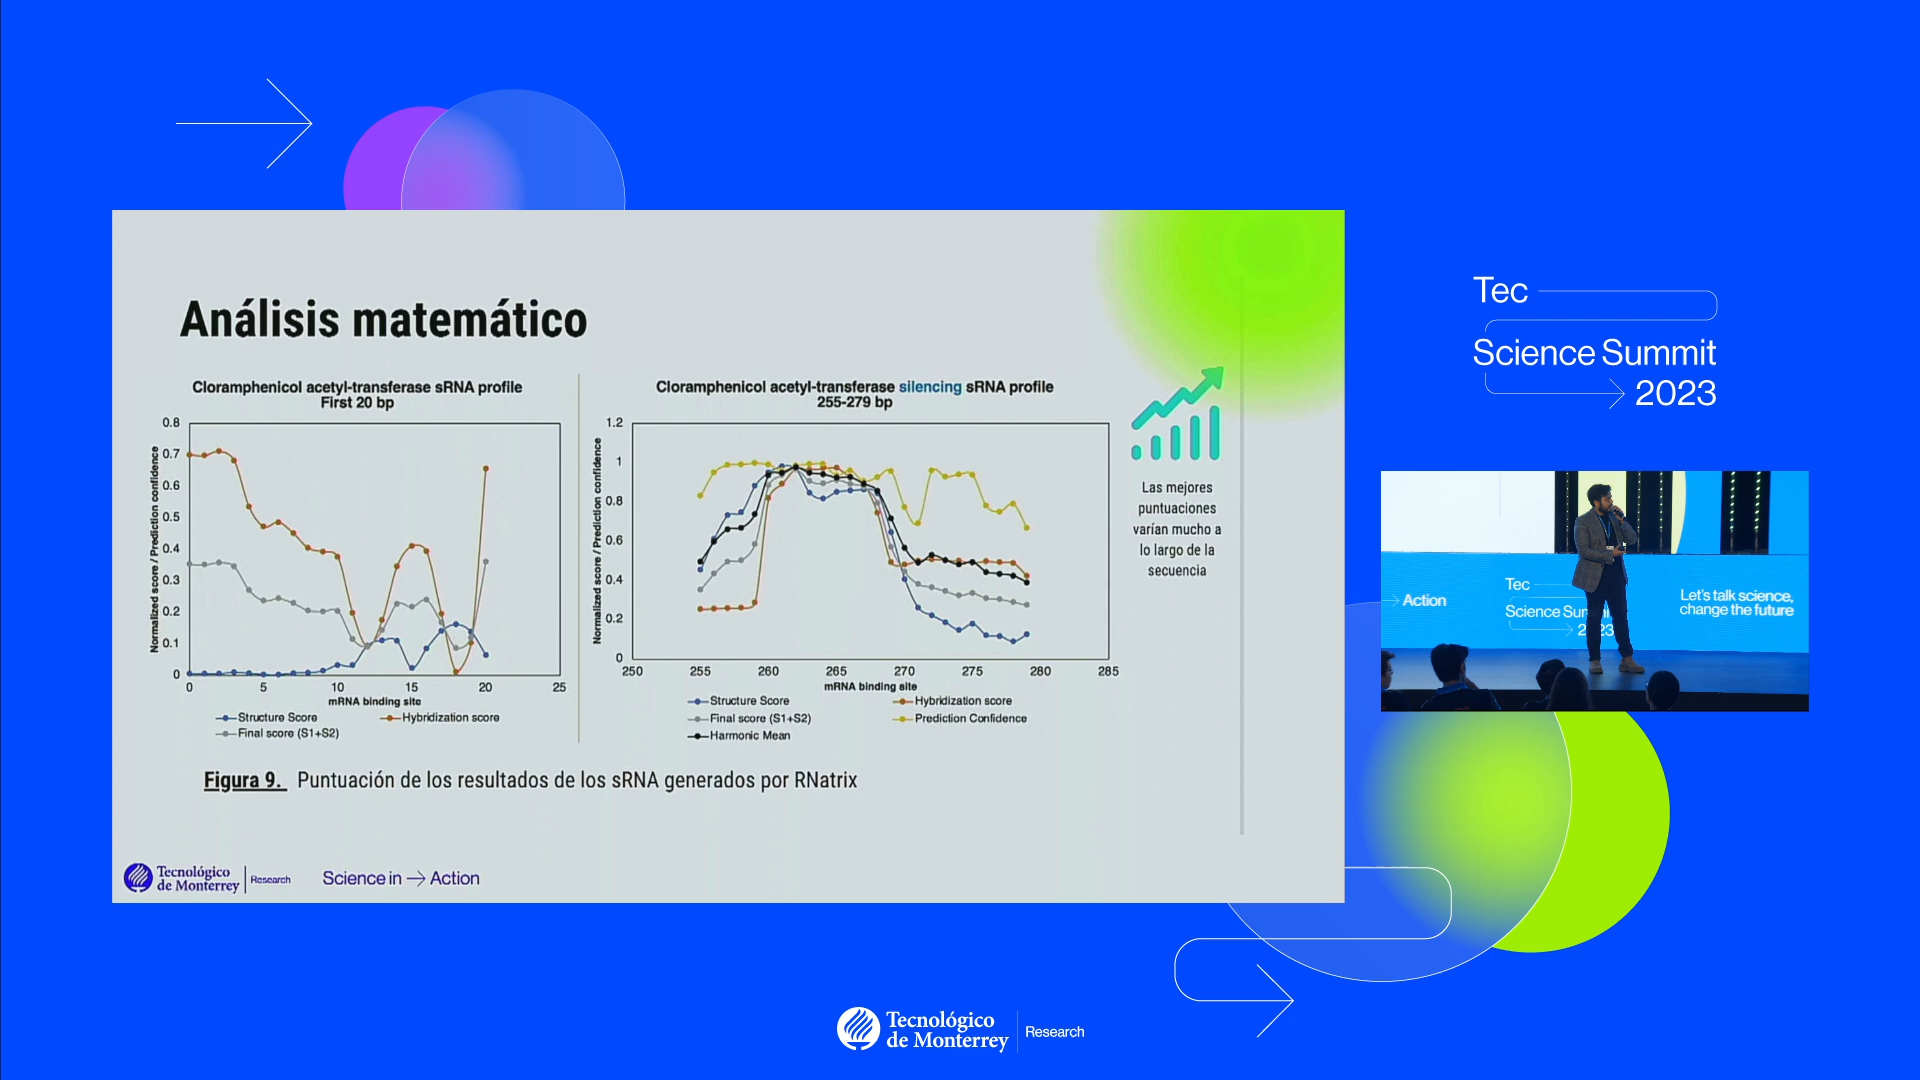 Análisis matemático
Cloramphenicol acetyl-transferase sRNA profile
First 20 bp
0.8
0.7
0.6
0.5
0.4
0.3
0.2
0.1
0
0 5 10 15 20 25
Normalized score / Prediction confidence
mRNA binding site
Structure Score
Hybridization score
Final score (S1+S2)
Cloramphenicol acetyl-transferase silencing sRNA profile
255-279 bp
1.2
1
0.8
0.6
0.4
0.2
0
250 255 260 265 270 275 280 285
Normalized score / Prediction confidence
mRNA binding site
Structure Score
Hybridization score
Final score (S1+S2)
Prediction Confidence
Harmonic Mean
Las mejores
puntuaciones
varían mucho a
lo largo de la
secuencia
Figura 9. Puntuación de los resultados de los sRNA generados por RNatrix
Tecnológico
de Monterrey
Research
Science in → Action
Tec
Science Summit
2023
→ Action
Tec
Science Sum
2023
Let's talk science,
change the future
Tecnológico
de Monterrey
Research